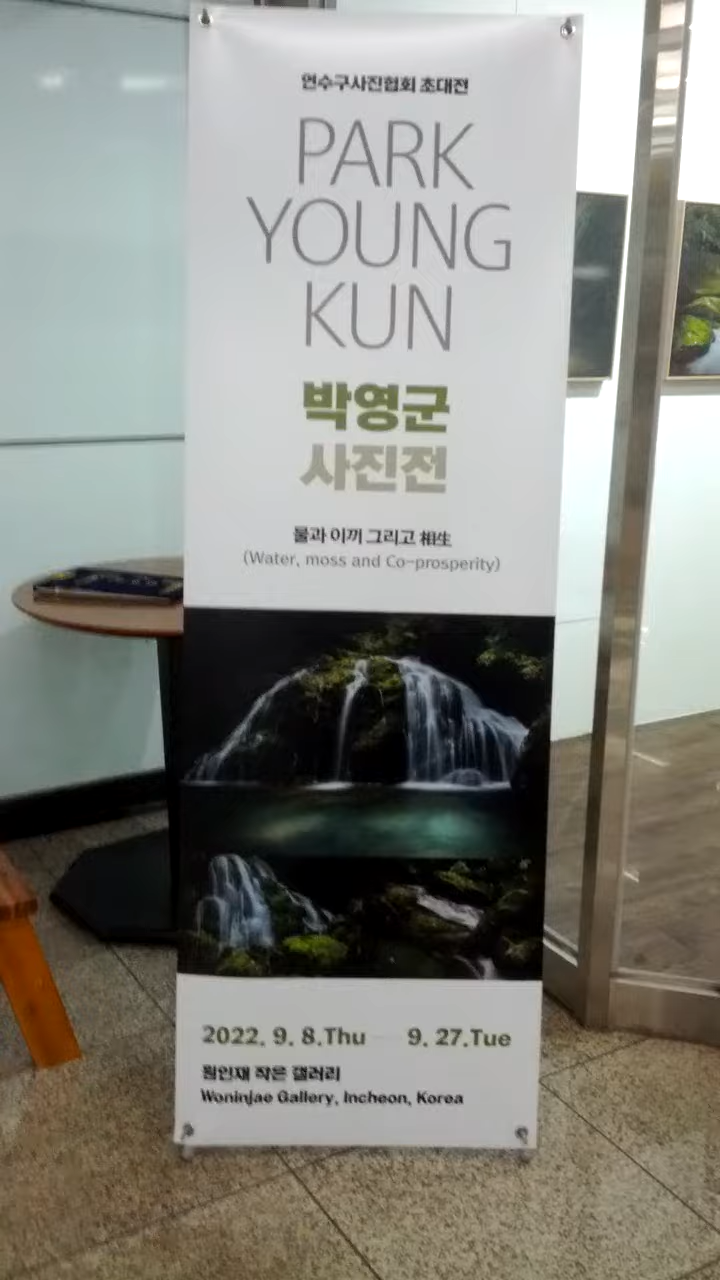 연수구사진협회 초대전
PARK
YOUNG
KUN
박영군
사진전
물과 이끼 그리고 相生
(Water, moss and Co-prosperity)
2022. 9. 8.Thu 9. 27.Tue
원인재 작은 갤러리
Woninjae Gallery, Incheon, Korea